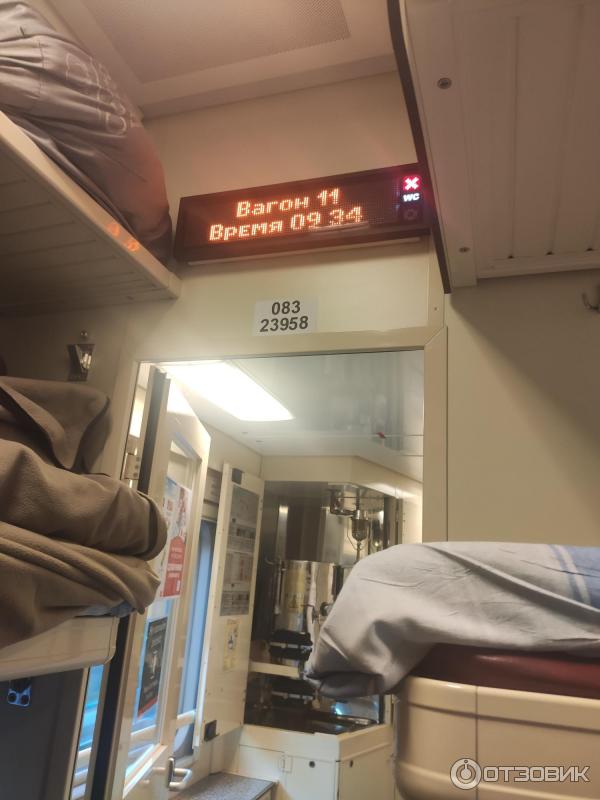 Вагон 11
Время 09 34
WC
083
23958
ОТЗОВИК